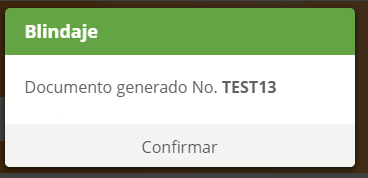 Blindaje
Documento generado No. TEST13
Confirmar